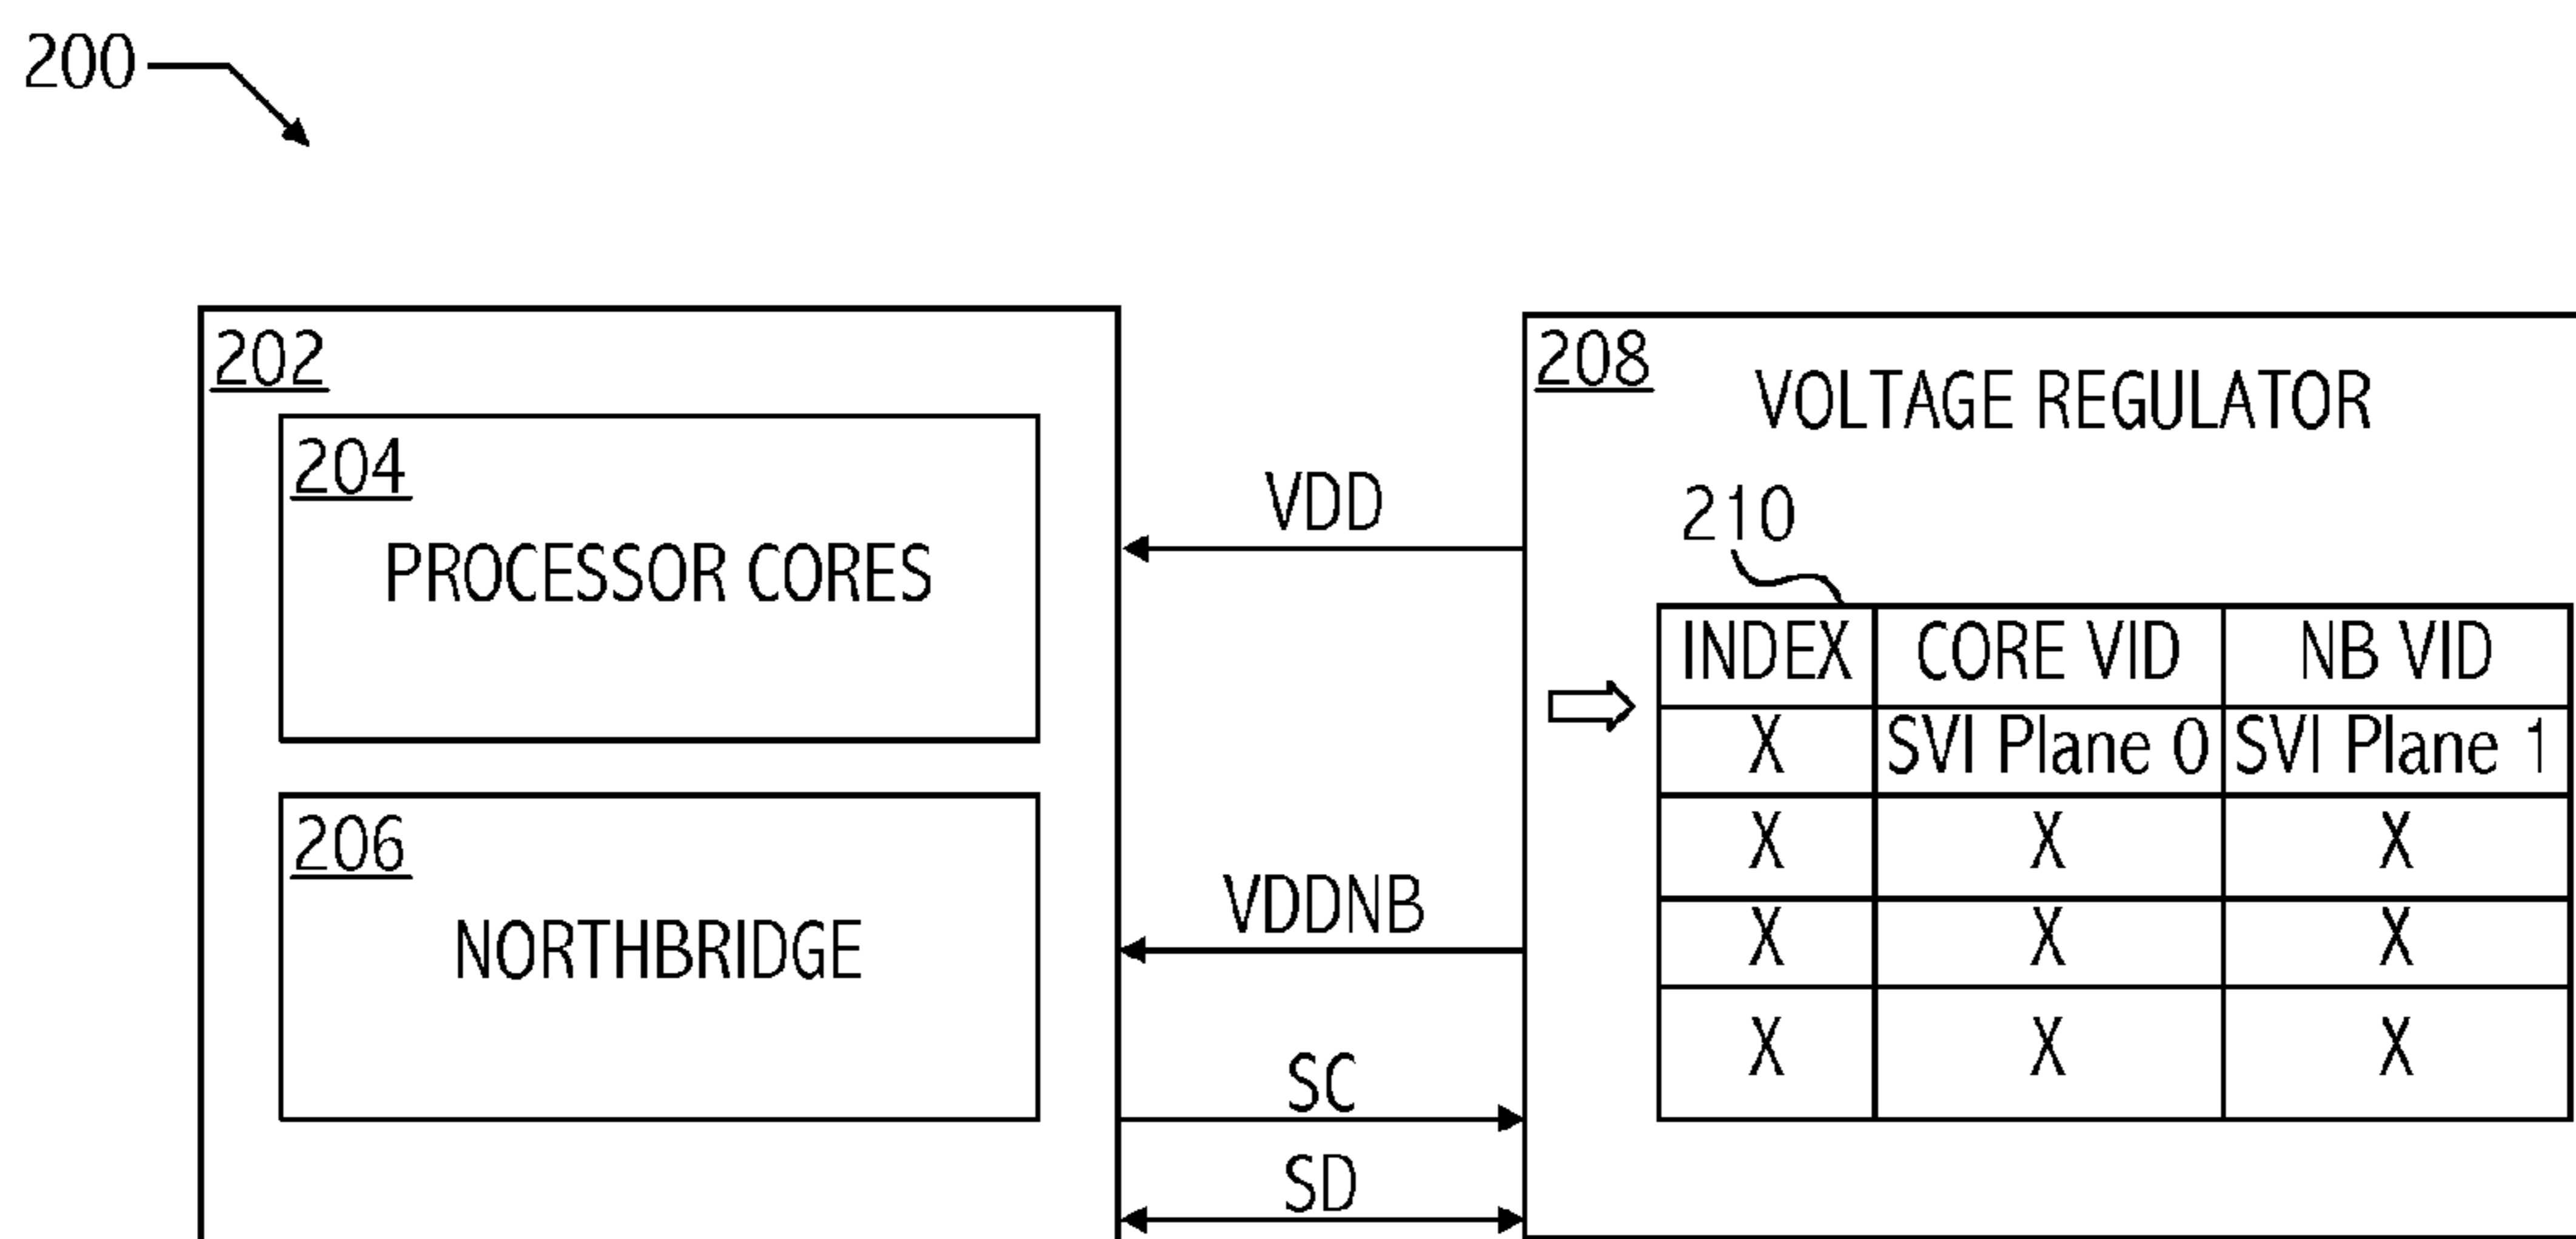 200
202
204
PROCESSOR CORES
206
NORTHBRIDGE
VDD
VDDNB
SC
SD
208
VOLTAGE REGULATOR
210
INDEX CORE VID NB VID
X SVI Plane 0 SVI Plane 1
X X X
X X X
X X X